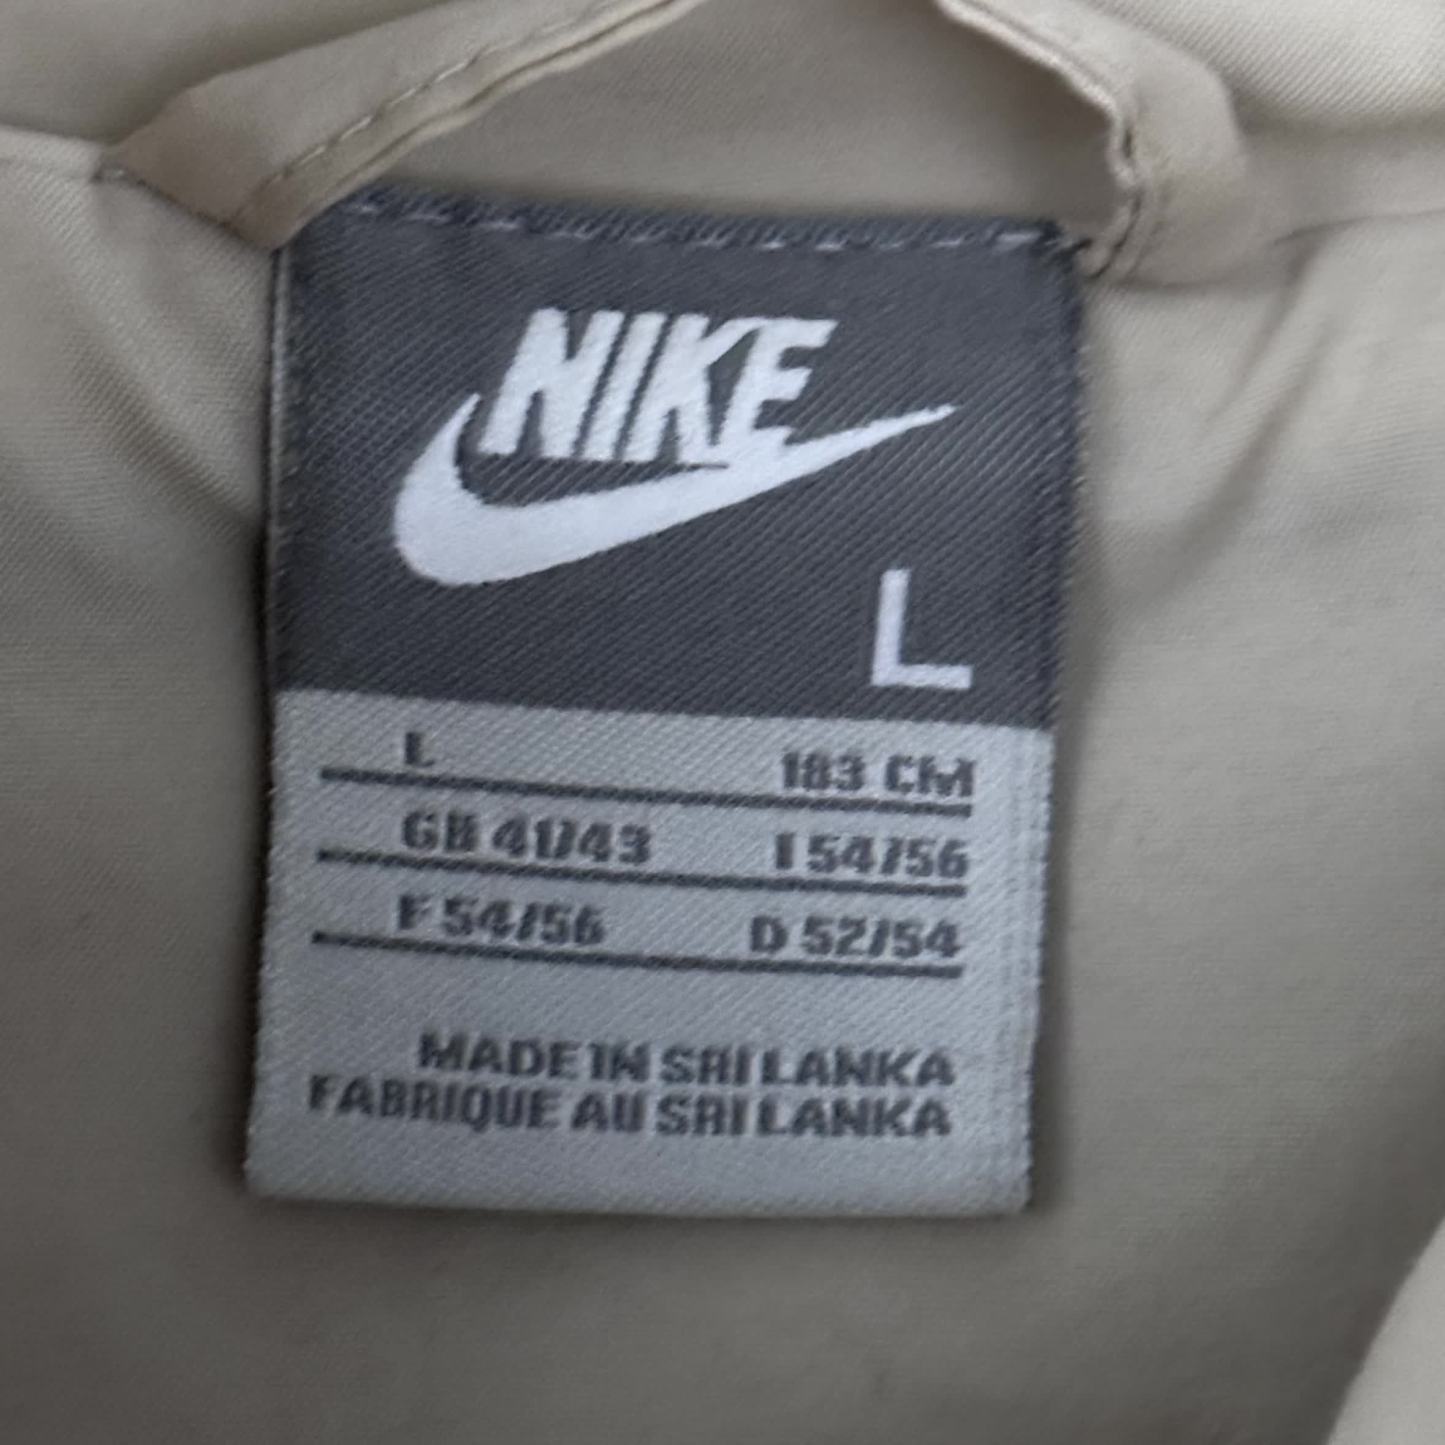 NIKE
L
L 183 CM
GB 41/43 I 54/56
F 54/56 D 52/54
MADE IN SRI LANKA
FABRIQUE AU SRI LANKA